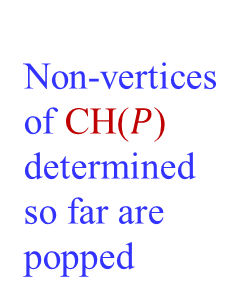 Non-vertices
of CH(P)
determined
so far are
popped